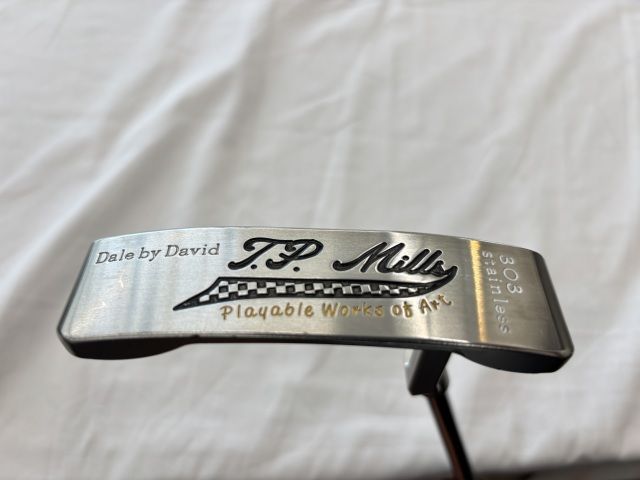 Dale by David
T.P. Mills
Playable Works of Art
303
stainless